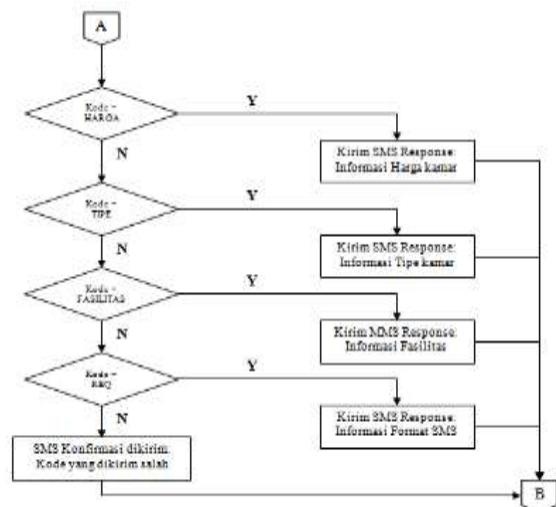 A
Kode =
HARGA
Y
N
Kirim SMS Response:
Informasi Harga kamar
Kode =
TIPE
Y
N
Kirim SMS Response:
Informasi Tipe kamar
Kode =
FASILITAS
Y
N
Kirim MMS Response:
Informasi Fasilitas
Kode =
REQ
Y
N
Kirim SMS Response:
Informasi Format SMS
SMS Konfirmasi dikirim:
Kode yang dikirim salah
B